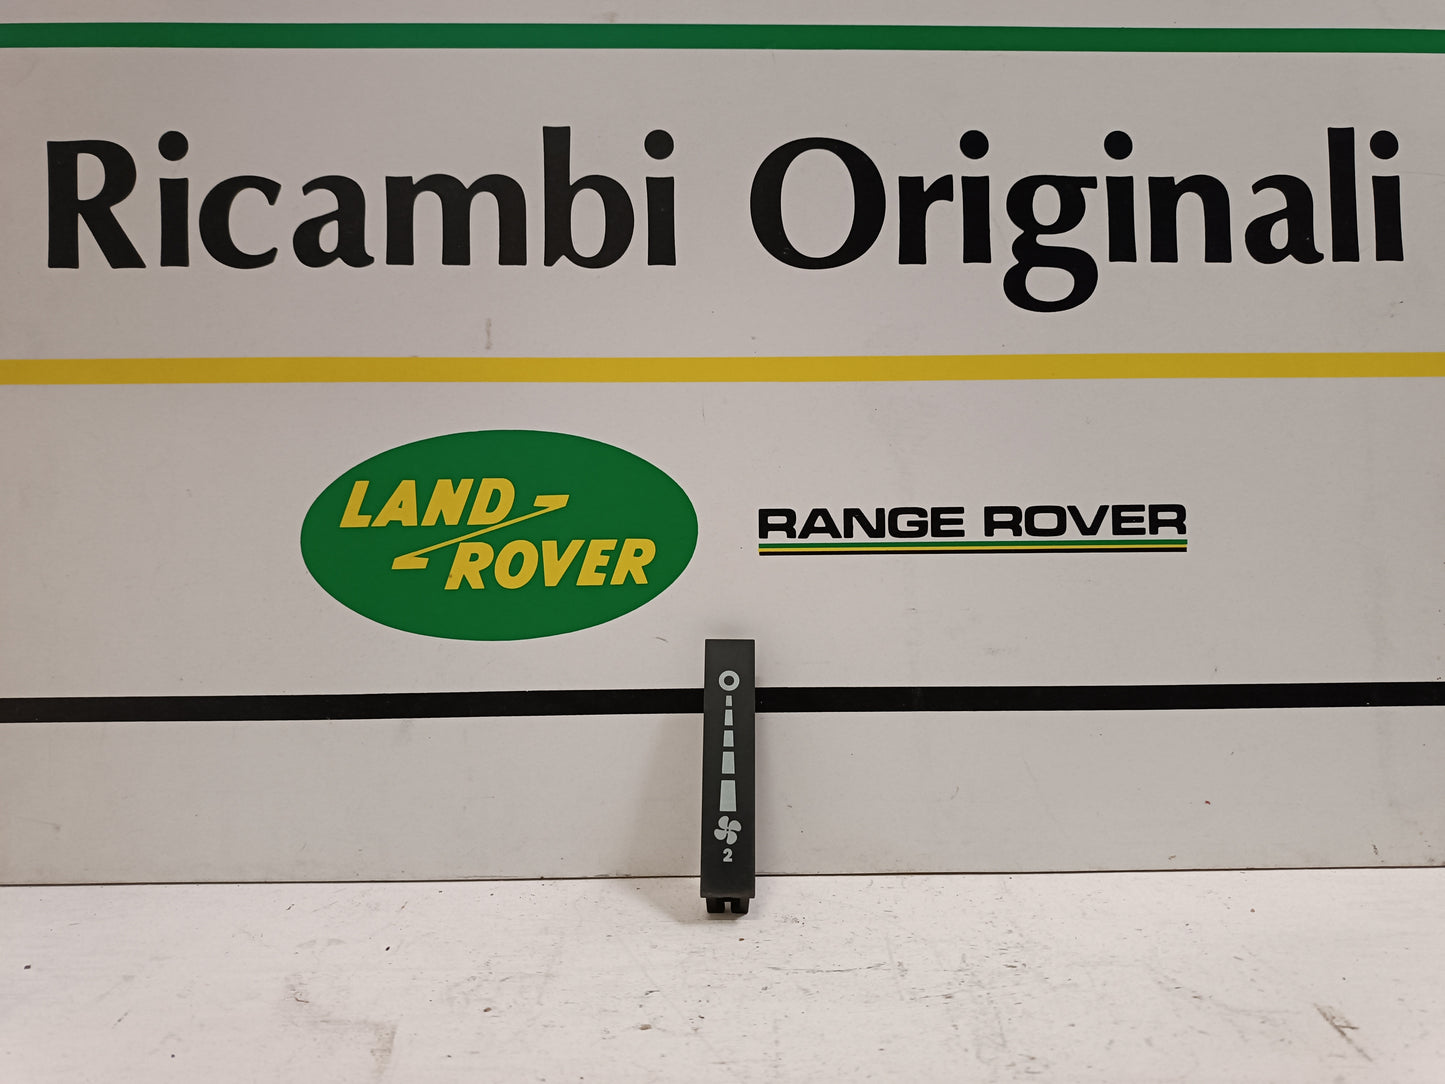 Ricambi Originali
LAND
ROVER
RANGE ROVER
2